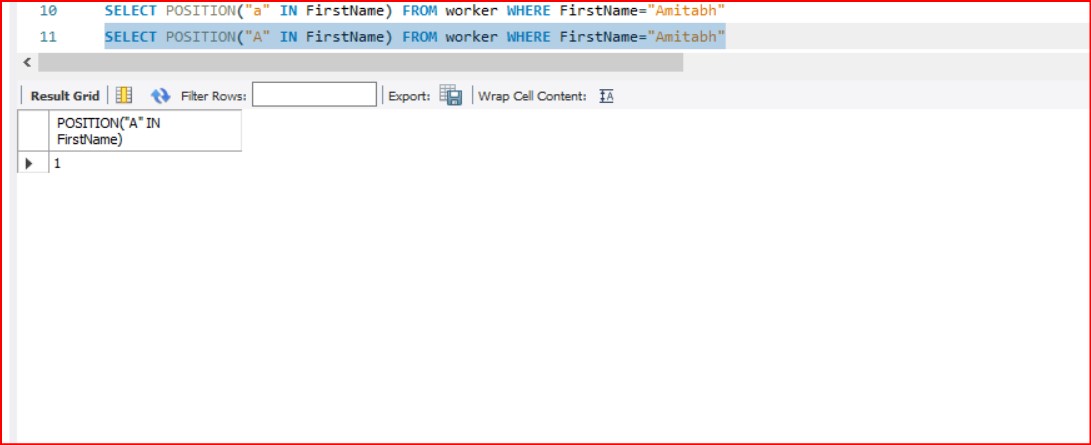 10 SELECT POSITION("a" IN FirstName) FROM worker WHERE FirstName="Amitabh"
11 SELECT POSITION("A" IN FirstName) FROM worker WHERE FirstName="Amitabh"
Result Grid Filter Rows: Export: Wrap Cell Content: IA
POSITION("A" IN
FirstName)
1